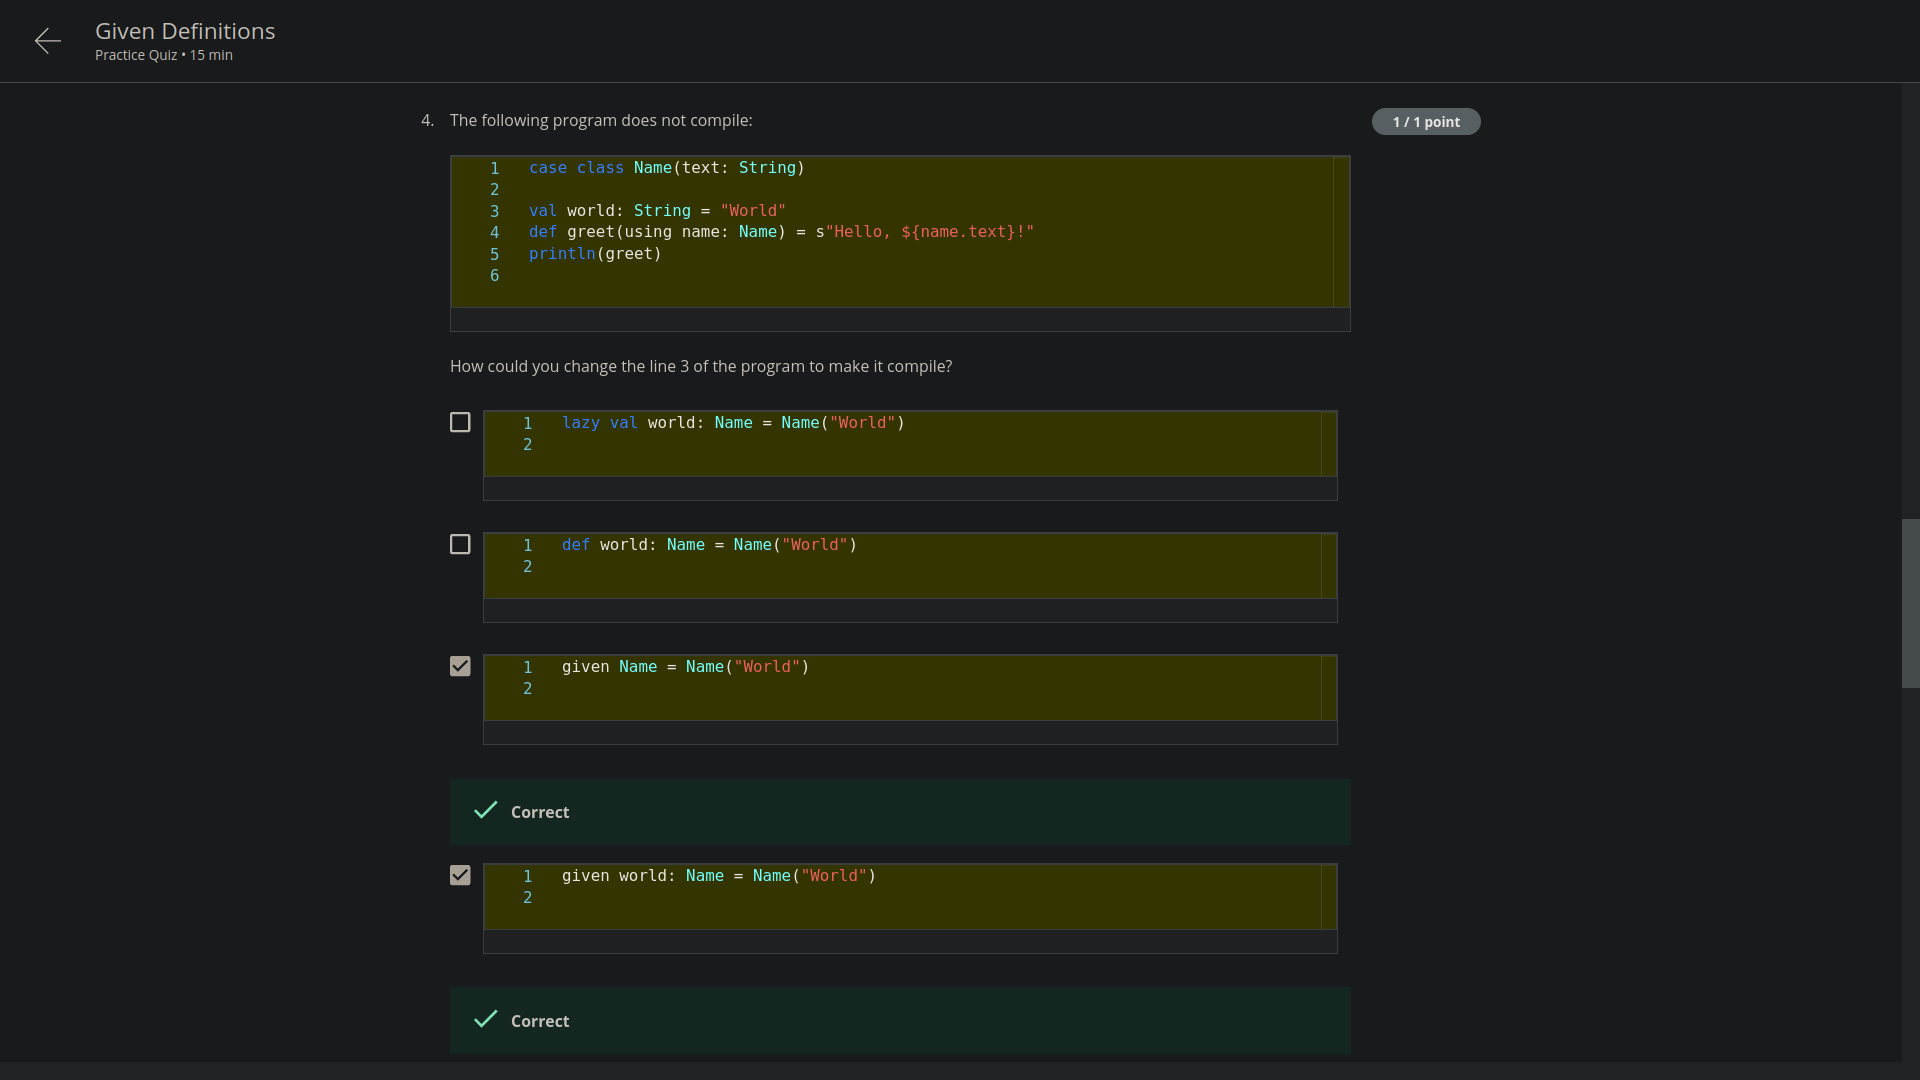 Given Definitions
Practice Quiz • 15 min
4. The following program does not compile:
1 / 1 point
1 case class Name(text: String)
2
3 val world: String = "World"
4 def greet(using name: Name) = s"Hello, ${name.text}!"
5 println(greet)
6
How could you change the line 3 of the program to make it compile?
1 lazy val world: Name = Name("World")
2
1 def world: Name = Name("World")
2
1 given Name = Name("World")
2
Correct
1 given world: Name = Name("World")
2
Correct